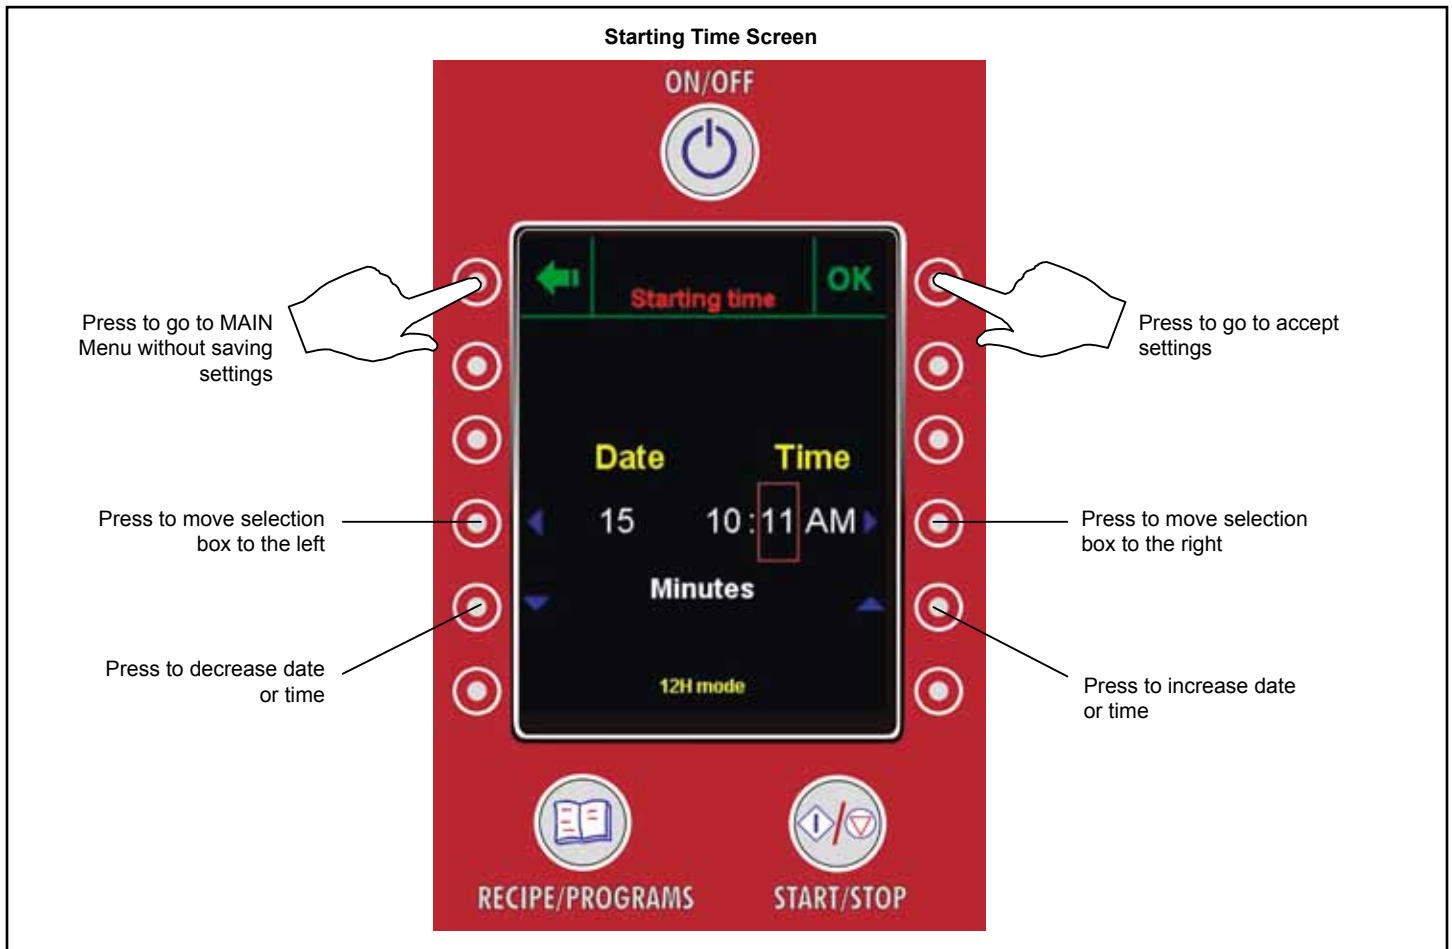 Starting Time Screen
ON/OFF
Starting time
OK
Press to go to MAIN
Menu without saving
settings
Press to go to accept
settings
Date Time
Press to move selection
box to the left
15 10:11 AM
Press to move selection
box to the right
Minutes
Press to decrease date
or time
12H mode
Press to increase date
or time
RECIPE/PROGRAMS
START/STOP